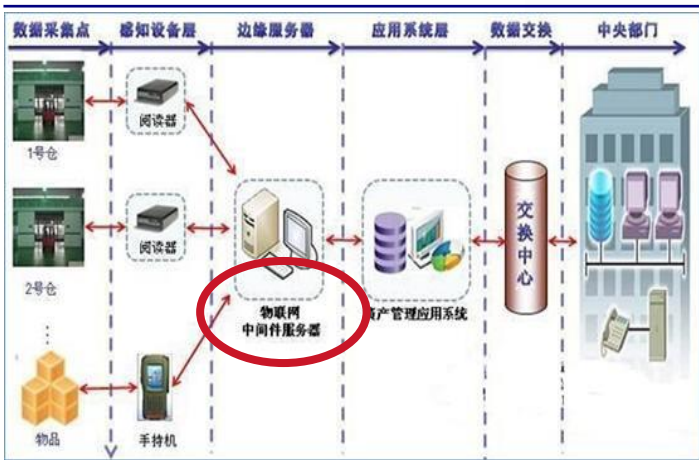 数据采集点 感知设备层 边缘服务器 应用系统层 数据交换 中央部门
阅读器
1号仓
阅读器
2号仓
物联网
中间件服务器
资产管理应用系统
交换中心
物品
手持机